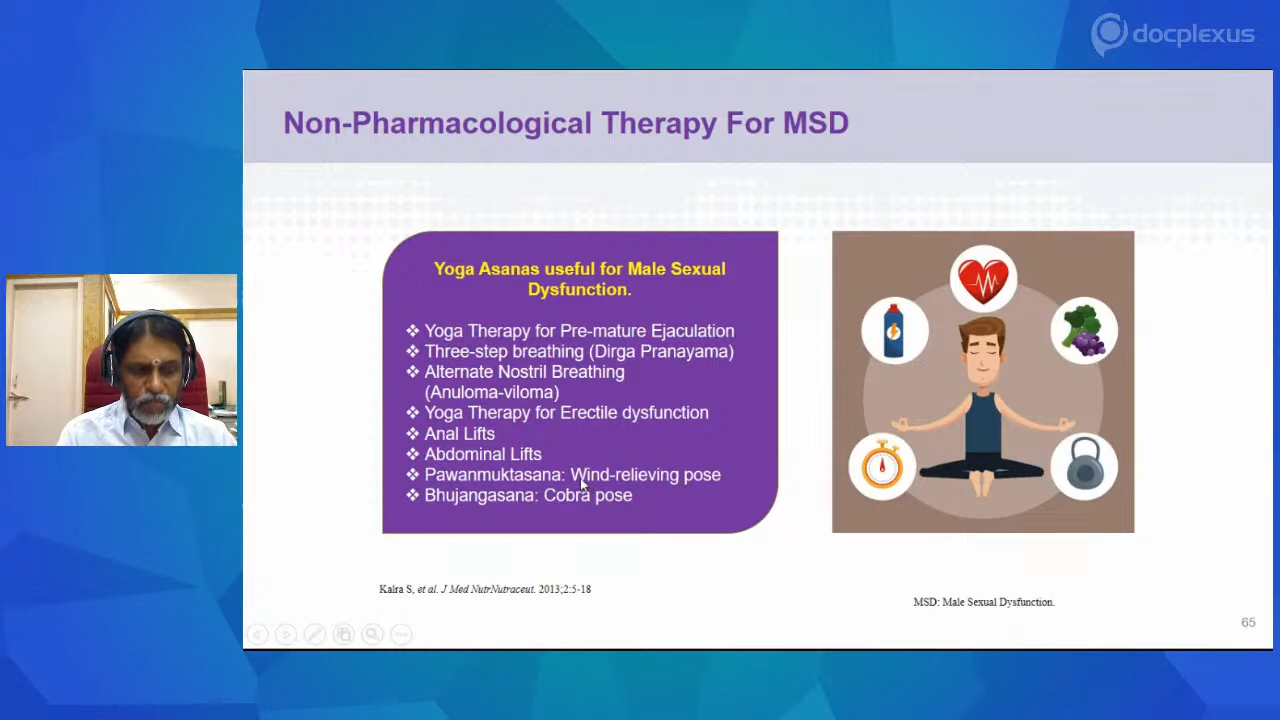 docplexus
Non-Pharmacological Therapy For MSD
Yoga Asanas useful for Male Sexual
Dysfunction.
❖ Yoga Therapy for Pre-mature Ejaculation
❖ Three-step breathing (Dirga Pranayama)
❖ Alternate Nostril Breathing
(Anuloma-viloma)
❖ Yoga Therapy for Erectile dysfunction
❖ Anal Lifts
❖ Abdominal Lifts
❖ Pawanmuktasana: Wind-relieving pose
❖ Bhujangasana: Cobra pose
Kalra S, et al. J Med NutrNutraceut. 2013;2:5-18
MSD: Male Sexual Dysfunction.
65